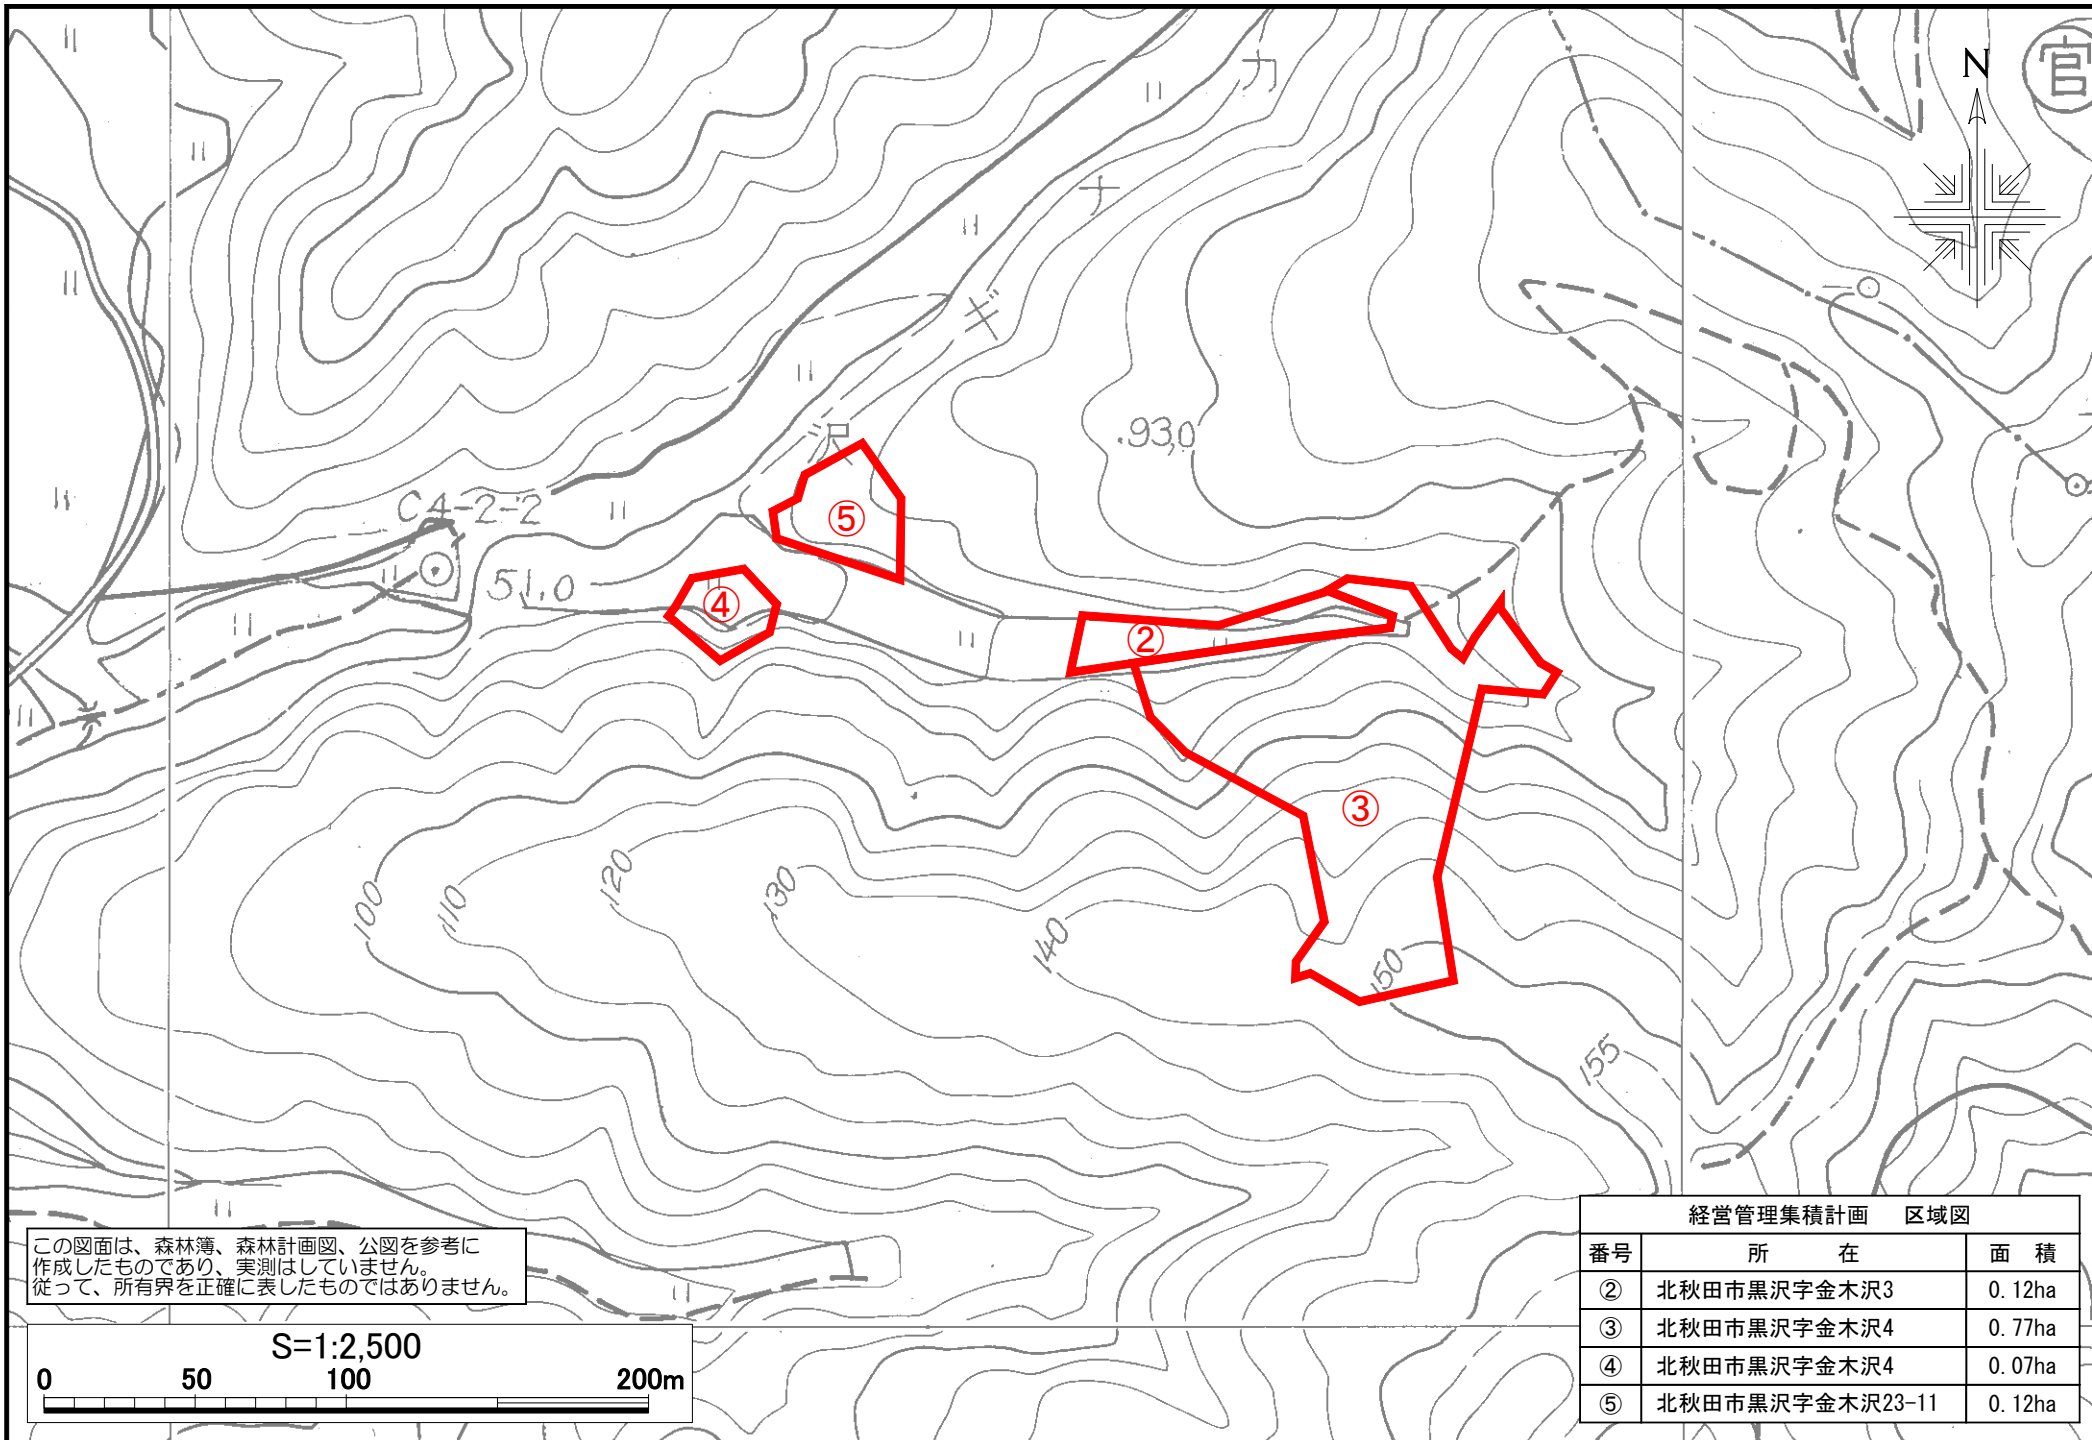 官
N
カ
ナ
ギ
沢
.93,0
C4-2-2
51,0
⑤
④
②
③
100
110
120
130
140
150
155
この図面は、森林簿、森林計画図、公図を参考に
作成したものであり、実測はしていません。
従って、所有界を正確に表したものではありません。
S=1:2,500
0 50 100 200m
経営管理集積計画 区域図
番号 所 在 面 積
② 北秋田市黒沢字金木沢3 0.12ha
③ 北秋田市黒沢字金木沢4 0.77ha
④ 北秋田市黒沢字金木沢4 0.07ha
⑤ 北秋田市黒沢字金木沢23-11 0.12ha